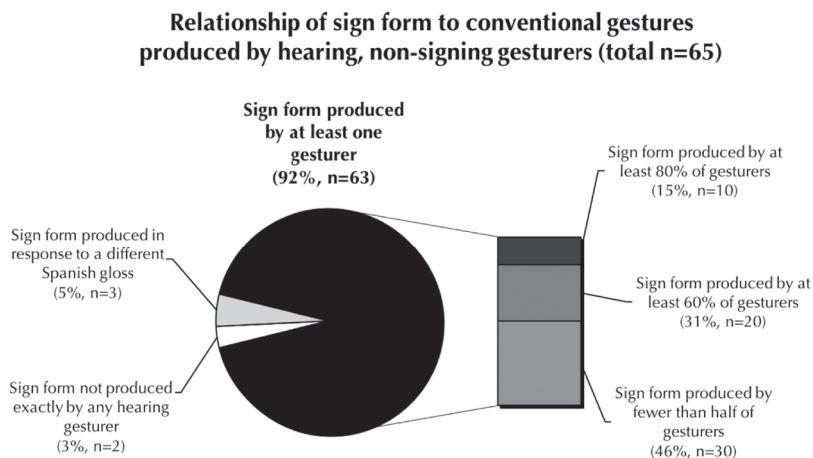 Relationship of sign form to conventional gestures
produced by hearing, non-signing gesturers (total n=65)
Sign form produced
by at least one
gesturer
(92%, n=63)
Sign form produced by at
least 80% of gesturers
(15%, n=10)
Sign form produced in
response to a different
Spanish gloss
(5%, n=3)
Sign form produced by at
least 60% of gesturers
(31%, n=20)
Sign form not produced
exactly by any hearing
gesturer
(3%, n=2)
Sign form produced by
fewer than half of
gesturers
(46%, n=30)